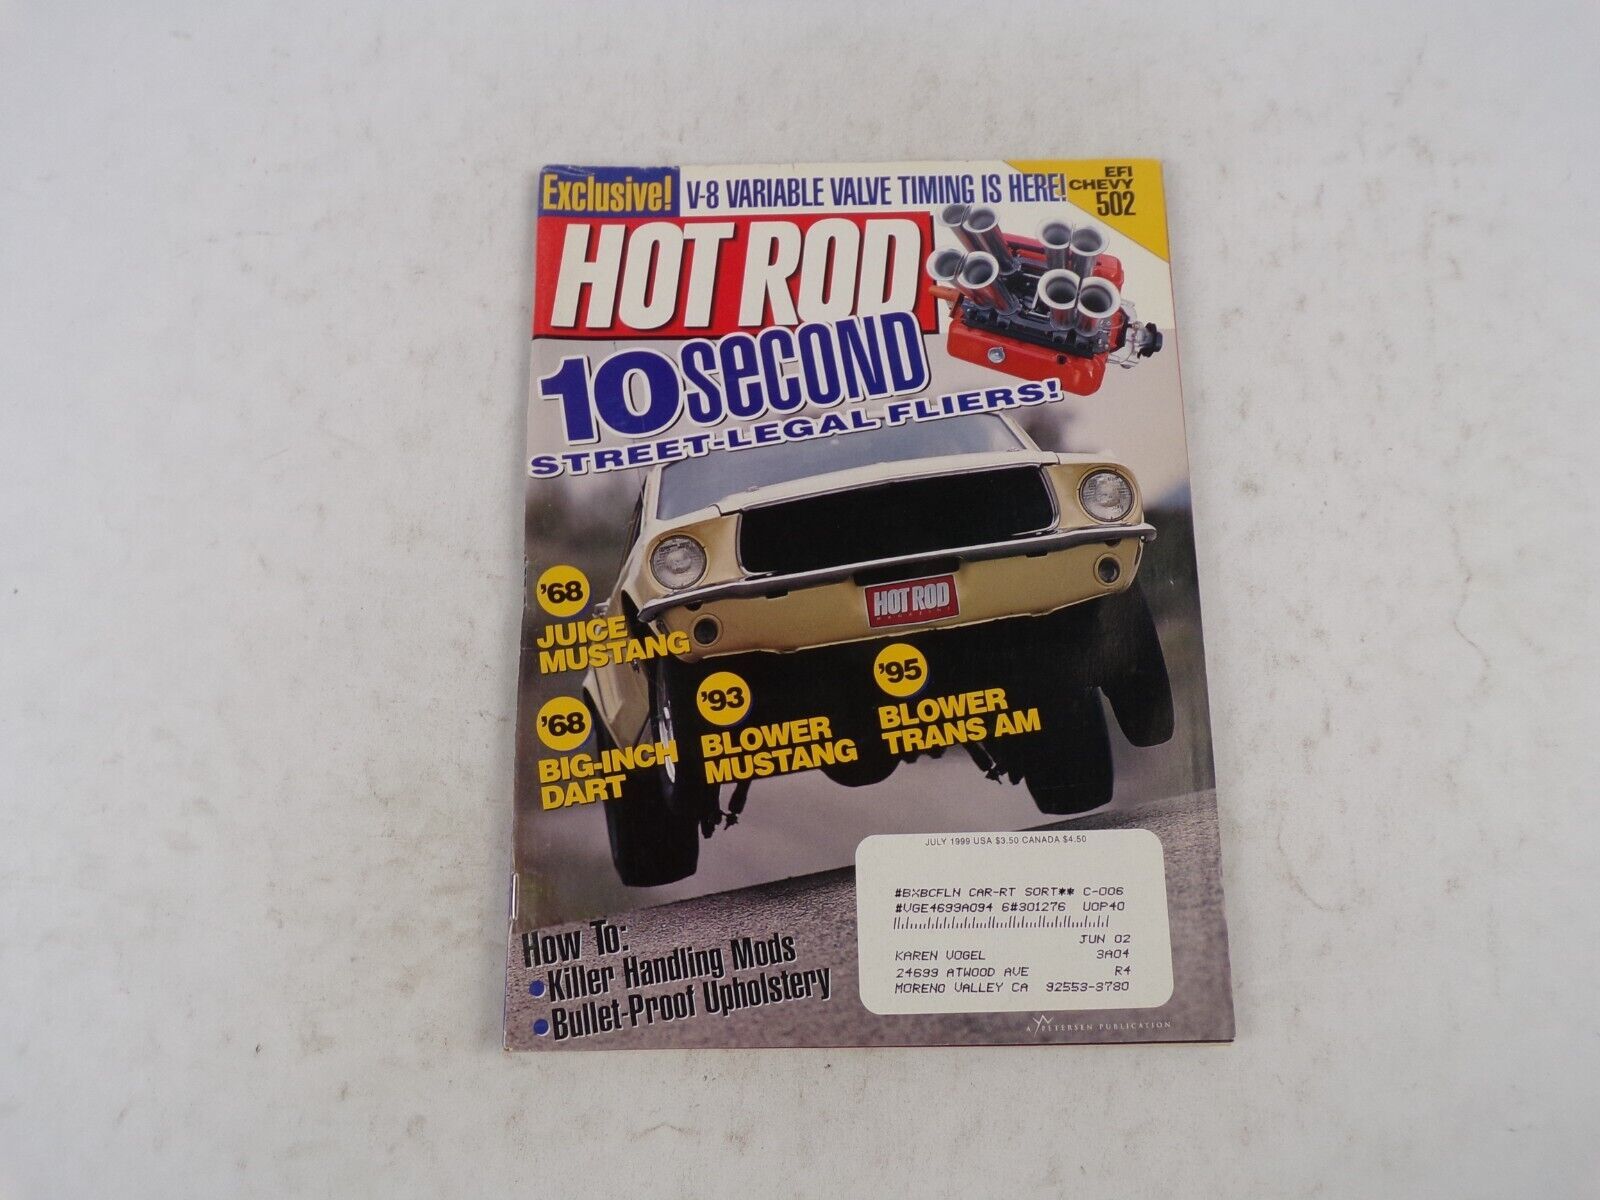 Exclusive! V-8 VARIABLE VALVE TIMING IS HERE!
EFI
CHEVY
502
HOT ROD
10 SECOND
STREET-LEGAL FLIERS!
HOT ROD
MAGAZINE
'68
JUICE
MUSTANG
'68
BIG-INCH
DART
'93
BLOWER
MUSTANG
'95
BLOWER
TRANS AM
How To:
• Killer Handling Mods
• Bullet-Proof Upholstery
JULY 1999 USA $3.50 CANADA $4.50
#BXBCFLN CAR-RT SORT** C-006
#VGE4699A094 6#301276 VOP40
JUN 02
KAREN VOGEL 3A04
24699 ATWOOD AVE R4
MORENO VALLEY CA 92553-3780
A PETERSEN PUBLICATION